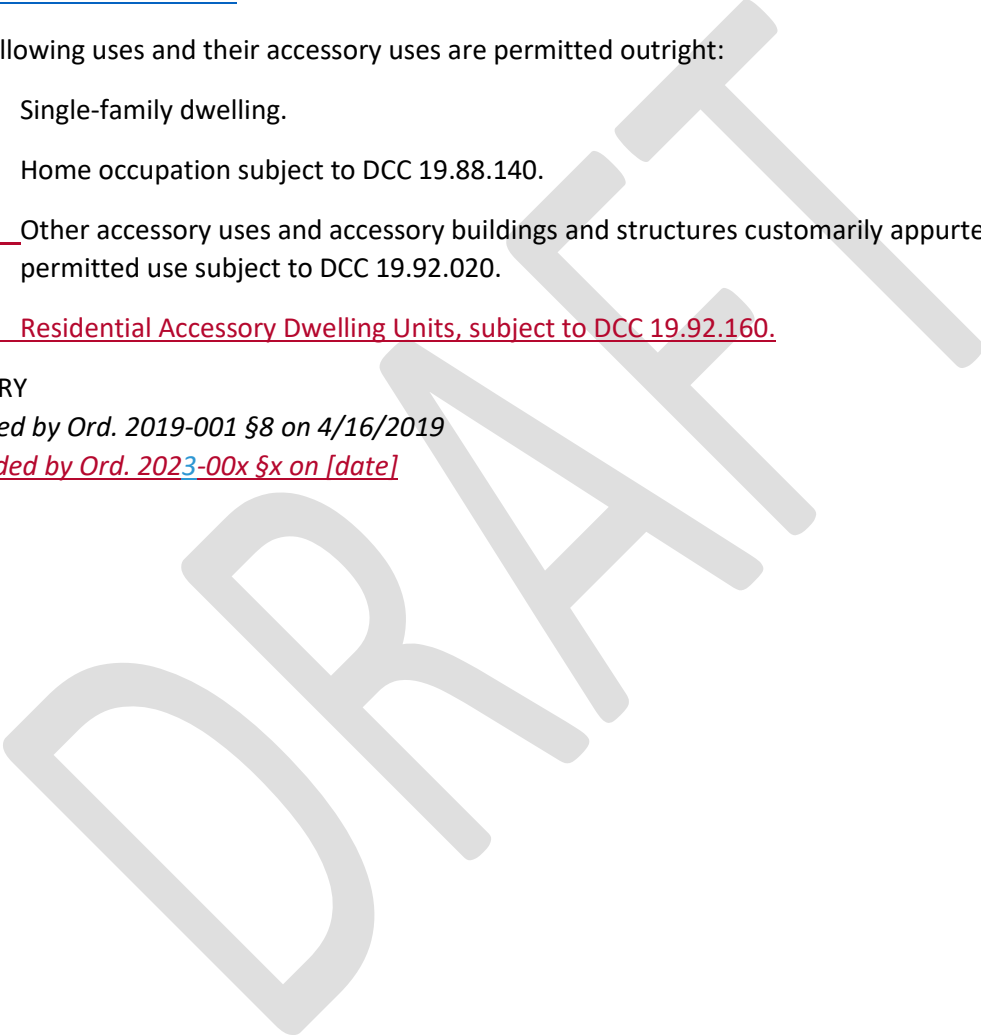 llowing uses and their accessory uses are permitted outright:
Single-family dwelling.
Home occupation subject to DCC 19.88.140.
Other accessory uses and accessory buildings and structures customarily appurte
permitted use subject to DCC 19.92.020.
Residential Accessory Dwelling Units, subject to DCC 19.92.160.
RY
ed by Ord. 2019-001 §8 on 4/16/2019
ded by Ord. 2023-00x §x on [date]
DRAFT